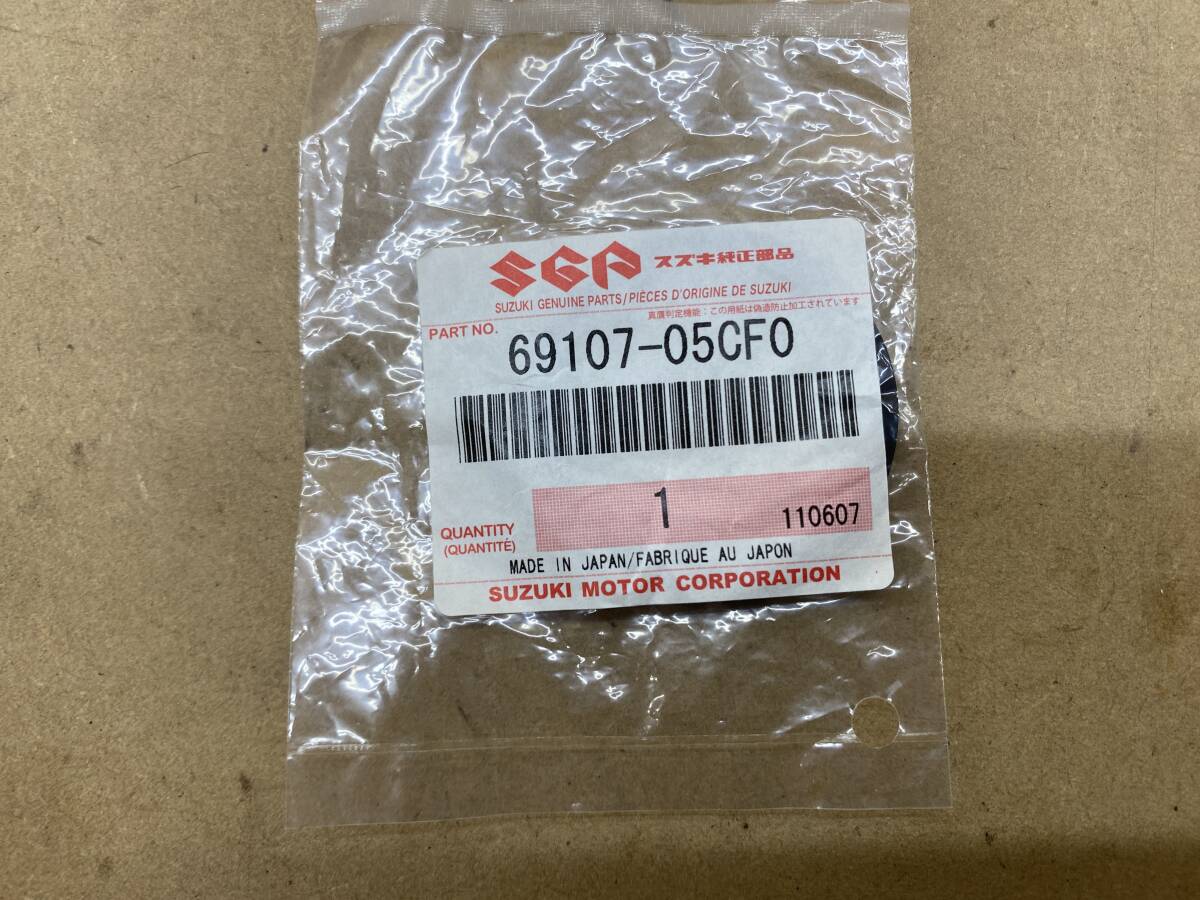 SGP スズキ純正部品
SUZUKI GENUINE PARTS/PIÈCES D'ORIGINE DE SUZUKI
真贋判定機能:この用紙は偽造防止加工されています
PART NO.
69107-05CF0
1
110607
QUANTITY
(QUANTITÉ)
MADE IN JAPAN/FABRIQUE AU JAPON
SUZUKI MOTOR CORPORATION